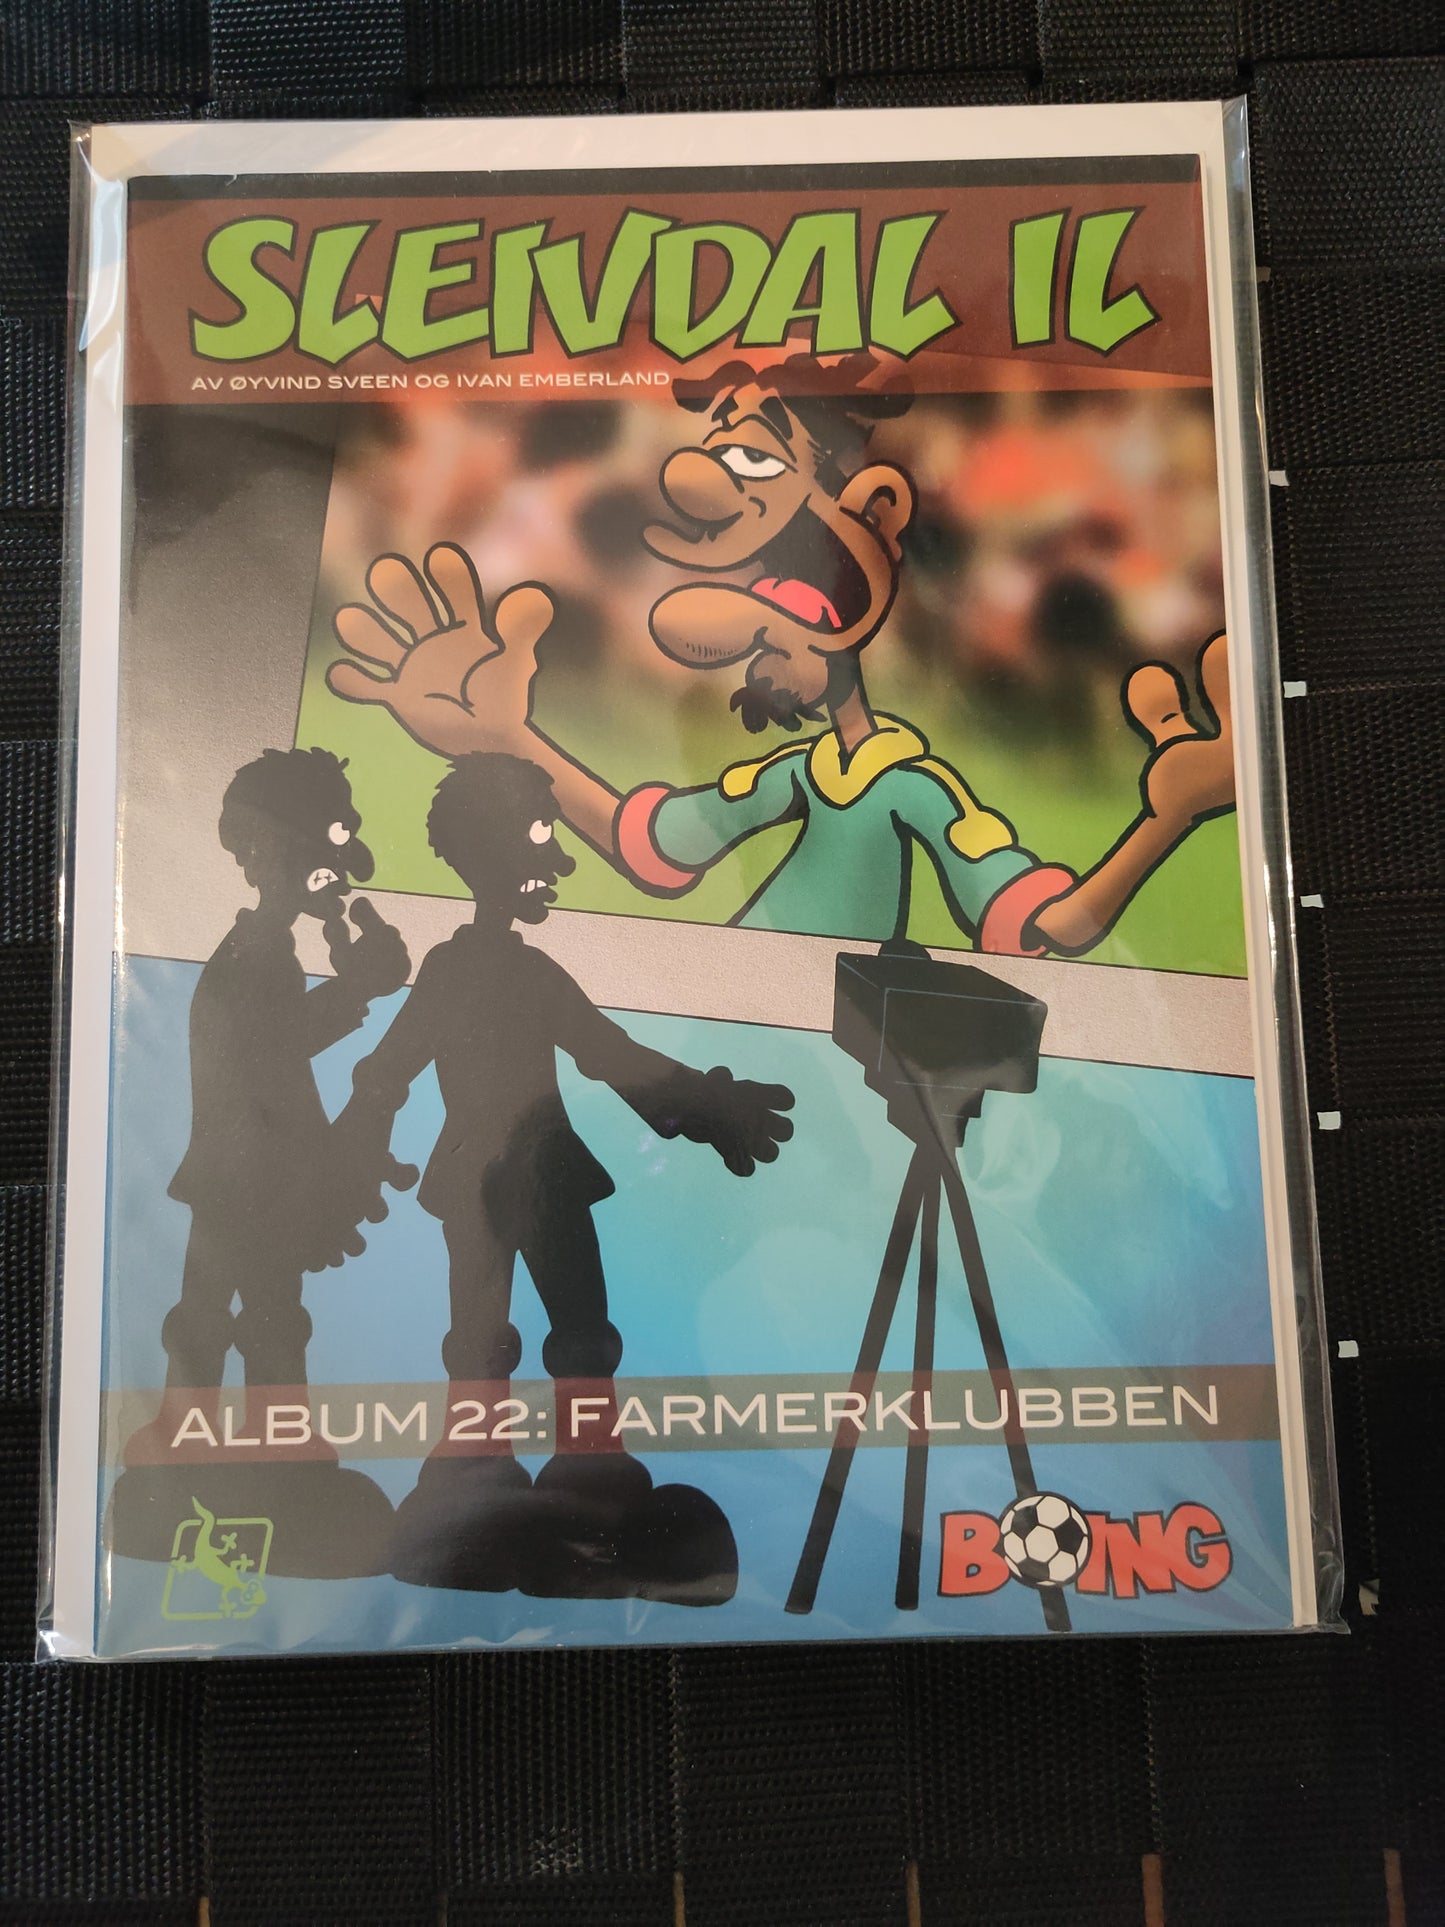 SLEIVDAL IL
AV ØYVIND SVEEN OG IVAN EMBERLAND
ALBUM 22: FARMERKLUBBEN
BOING